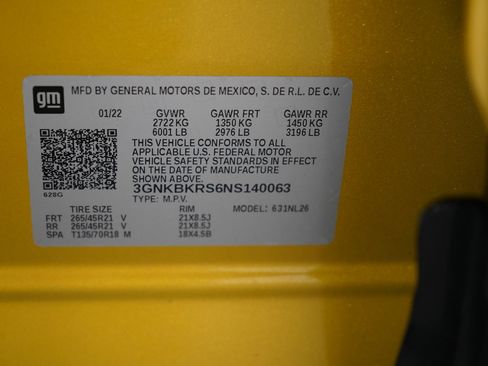 gm MFD BY GENERAL MOTORS DE MEXICO, S. DE R.L. DE C.V.
01/22 GVWR GAWR FRT GAWR RR
2722 KG 1350 KG 1450 KG
6001 LB 2976 LB 3196 LB
THIS VEHICLE CONFORMS TO ALL
APPLICABLE U.S. FEDERAL MOTOR
VEHICLE SAFETY STANDARDS IN EFFECT
ON THE DATE OF MANUFACTURE
SHOWN ABOVE.
3GNKBKRS6NS140063
628G TYPE: M.P.V. MODEL: 631NL26
TIRE SIZE RIM
FRT 265/45R21 V 21X8.5J
RR 265/45R21 V 21X8.5J
SPA T135/70R18 M 18X4.5B